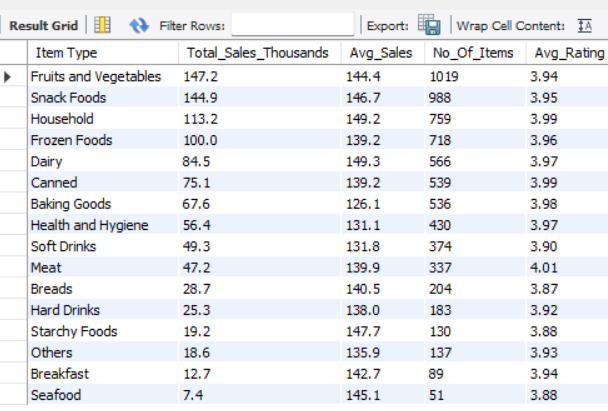 Result Grid Filter Rows: Export: Wrap Cell Content: IA
Item Type Total_Sales_Thousands Avg_Sales No_Of_Items Avg_Rating
Fruits and Vegetables 147.2 144.4 1019 3.94
Snack Foods 144.9 146.7 988 3.95
Household 113.2 149.2 759 3.99
Frozen Foods 100.0 139.2 718 3.96
Dairy 84.5 149.3 566 3.97
Canned 75.1 139.2 539 3.99
Baking Goods 67.6 126.1 536 3.98
Health and Hygiene 56.4 131.1 430 3.97
Soft Drinks 49.3 131.8 374 3.90
Meat 47.2 139.9 337 4.01
Breads 28.7 140.5 204 3.87
Hard Drinks 25.3 138.0 183 3.92
Starchy Foods 19.2 147.7 130 3.88
Others 18.6 135.9 137 3.93
Breakfast 12.7 142.7 89 3.94
Seafood 7.4 145.1 51 3.88